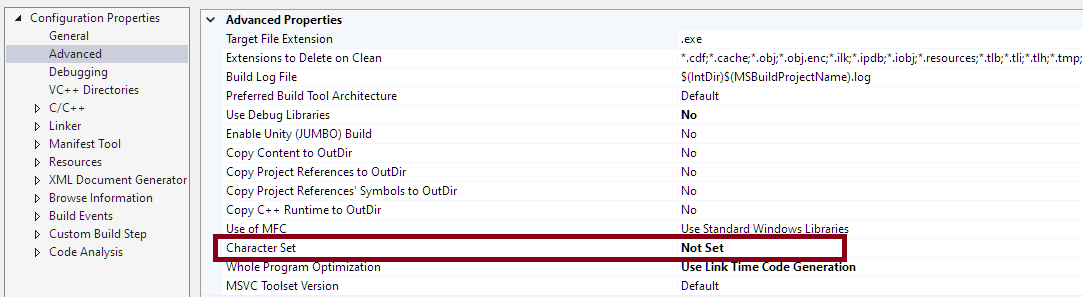 Configuration Properties
General
Advanced
Debugging
VC++ Directories
C/C++
Linker
Manifest Tool
Resources
XML Document Generator
Browse Information
Build Events
Custom Build Step
Code Analysis
Advanced Properties
Target File Extension .exe
Extensions to Delete on Clean *.cdf;*.cache;*.obj;*.obj.enc;*.ilk;*.ipdb;*.iobj;*.resources;*.tlb;*.tli;*.tlh;*.tmp;
Build Log File $(IntDir)$(MSBuildProjectName).log
Preferred Build Tool Architecture Default
Use Debug Libraries No
Enable Unity (JUMBO) Build No
Copy Content to OutDir No
Copy Project References to OutDir No
Copy Project References' Symbols to OutDir No
Copy C++ Runtime to OutDir No
Use of MFC Use Standard Windows Libraries
Character Set Not Set
Whole Program Optimization Use Link Time Code Generation
MSVC Toolset Version Default